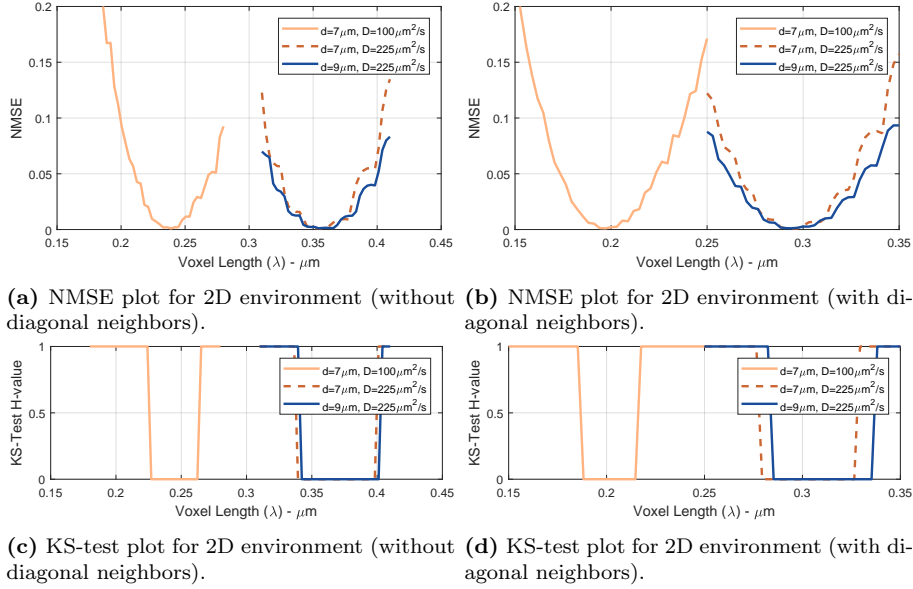 0.2
0.15
0.1
0.05
0
NMSE
0.15 0.2 0.25 0.3 0.35 0.4 0.45
Voxel Length (λ) - μm
d=7μm, D=100μm²/s
d=7μm, D=225μm²/s
d=9μm, D=225μm²/s
0.2
0.15
0.1
0.05
0
NMSE
0.15 0.2 0.25 0.3 0.35
Voxel Length (λ) - μm
d=7μm, D=100μm²/s
d=7μm, D=225μm²/s
d=9μm, D=225μm²/s
(a) NMSE plot for 2D environment (without
diagonal neighbors).
(b) NMSE plot for 2D environment (with di-
agonal neighbors).
1
0.5
0
KS-Test H-value
0.15 0.2 0.25 0.3 0.35 0.4 0.45
Voxel Length (λ) - μm
d=7μm, D=100μm²/s
d=7μm, D=225μm²/s
d=9μm, D=225μm²/s
1
0.5
0
KS-Test H-value
0.15 0.2 0.25 0.3 0.35
Voxel Length (λ) - μm
d=7μm, D=100μm²/s
d=7μm, D=225μm²/s
d=9μm, D=225μm²/s
(c) KS-test plot for 2D environment (without
diagonal neighbors).
(d) KS-test plot for 2D environment (with di-
agonal neighbors).